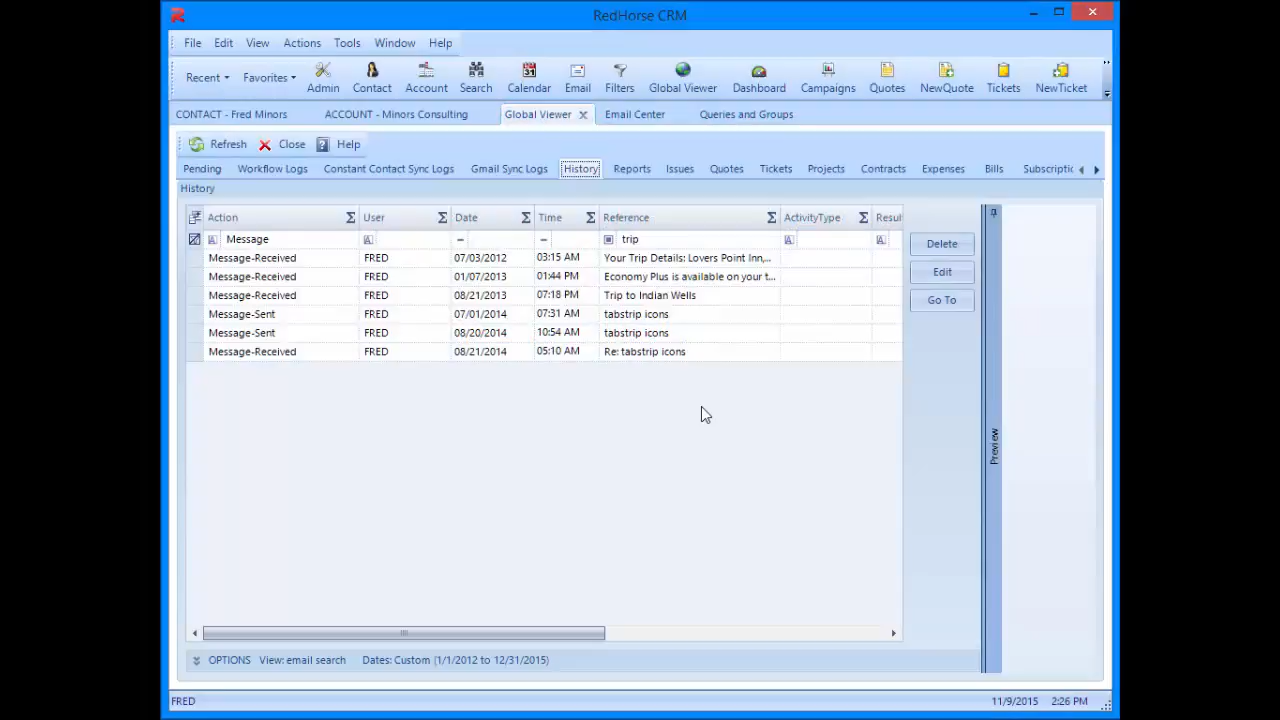 RedHorse CRM
File Edit View Actions Tools Window Help
Recent Favorites Admin Contact Account Search Calendar Email Filters Global Viewer Dashboard Campaigns Quotes NewQuote Tickets NewTicket
CONTACT - Fred Minors ACCOUNT - Minors Consulting Global Viewer Email Center Queries and Groups
Refresh Close Help
Pending Workflow Logs Constant Contact Sync Logs Gmail Sync Logs History Reports Issues Quotes Tickets Projects Contracts Expenses Bills Subscriptic
History
Action User Date Time Reference ActivityType Resul
Message trip
Message-Received FRED 07/03/2012 03:15 AM Your Trip Details: Lovers Point Inn,...
Message-Received FRED 01/07/2013 01:44 PM Economy Plus is available on your t...
Message-Received FRED 08/21/2013 07:18 PM Trip to Indian Wells
Message-Sent FRED 07/01/2014 07:31 AM tabstrip icons
Message-Sent FRED 08/20/2014 10:54 AM tabstrip icons
Message-Received FRED 08/21/2014 05:10 AM Re: tabstrip icons
Delete
Edit
Go To
Preview
OPTIONS View: email search Dates: Custom (1/1/2012 to 12/31/2015)
FRED 11/9/2015 2:26 PM